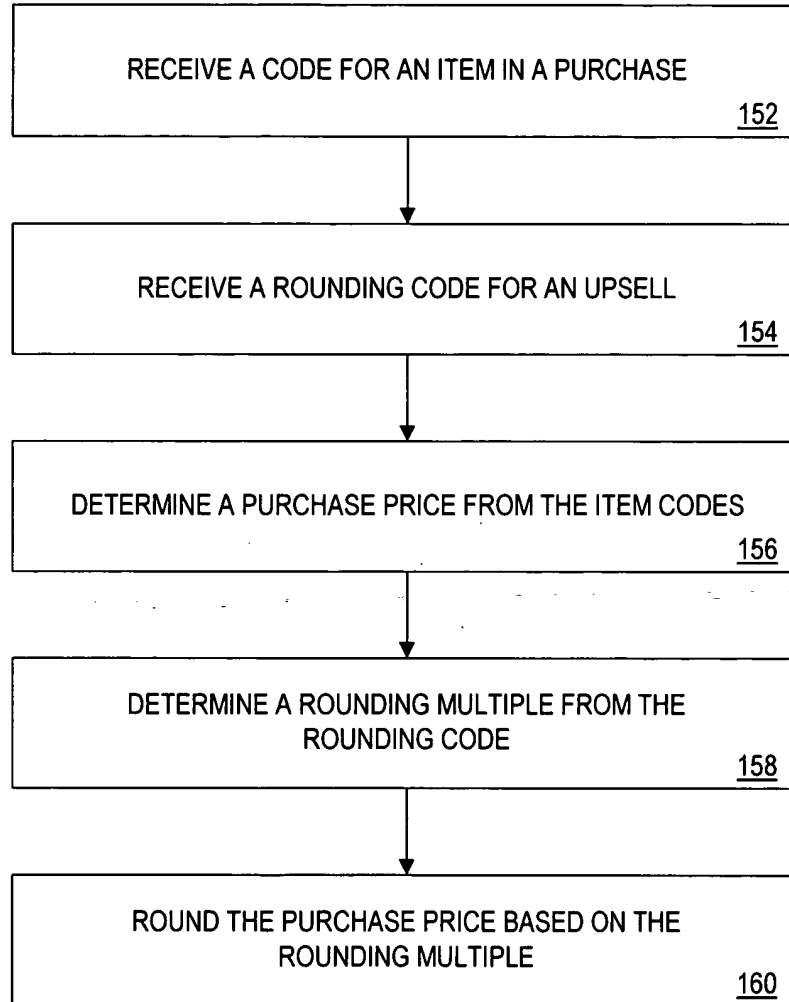 RECEIVE A CODE FOR AN ITEM IN A PURCHASE
152
RECEIVE A ROUNDING CODE FOR AN UPSELL
154
DETERMINE A PURCHASE PRICE FROM THE ITEM CODES
156
DETERMINE A ROUNDING MULTIPLE FROM THE
ROUNDING CODE
158
ROUND THE PURCHASE PRICE BASED ON THE
ROUNDING MULTIPLE
160